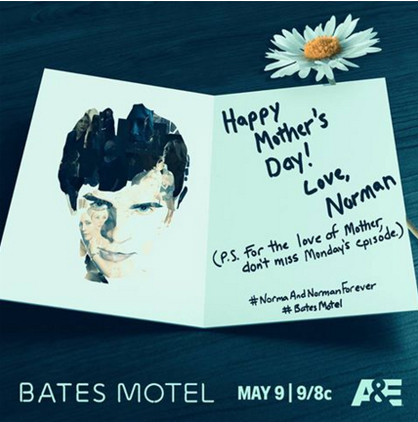 Happy
Mother's
Day!
Love,
Norman
(P.S. For the love of Mother,
don't miss Monday's episode.)
#NormaAndNormanForever
#BatesMotel
BATES MOTEL MAY 9 | 9/8c A&E